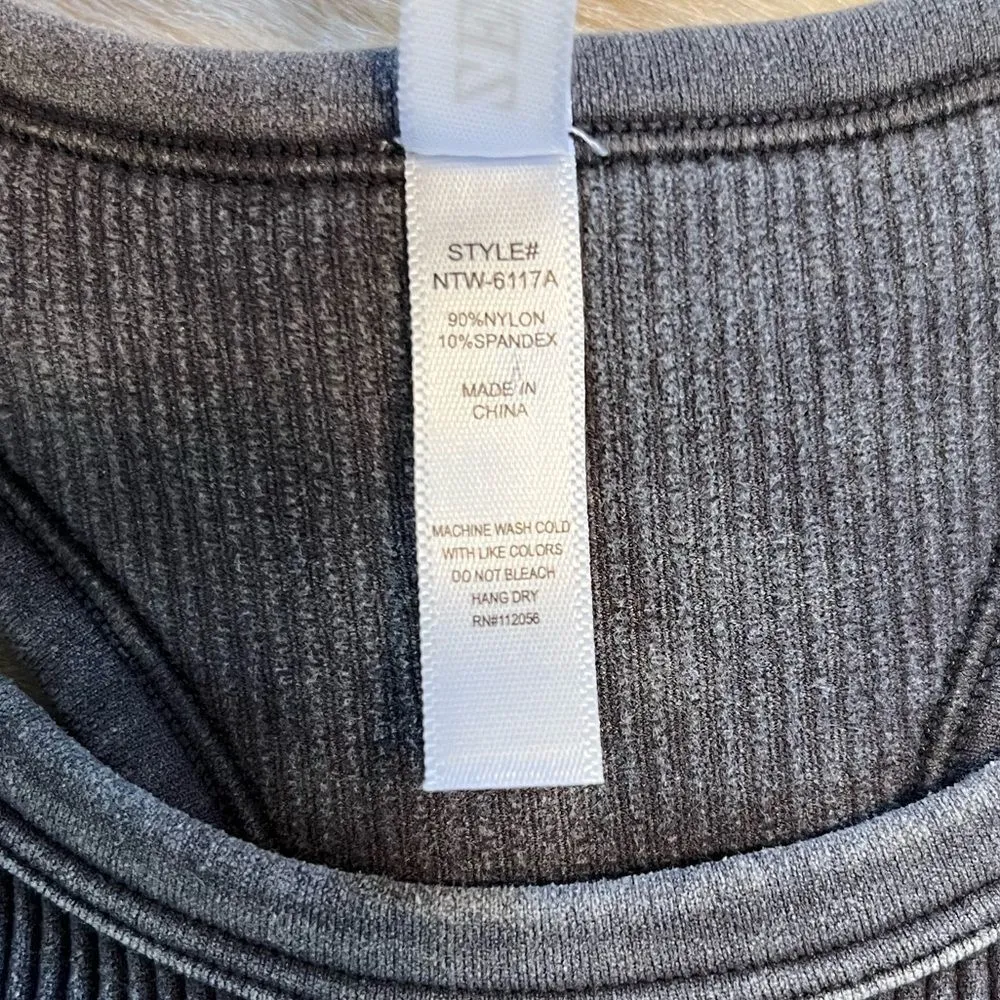 STYLE#
NTW-6117A
90%NYLON
10%SPANDEX
MADE IN
CHINA
MACHINE WASH COLD
WITH LIKE COLORS
DO NOT BLEACH
HANG DRY
RN#112056